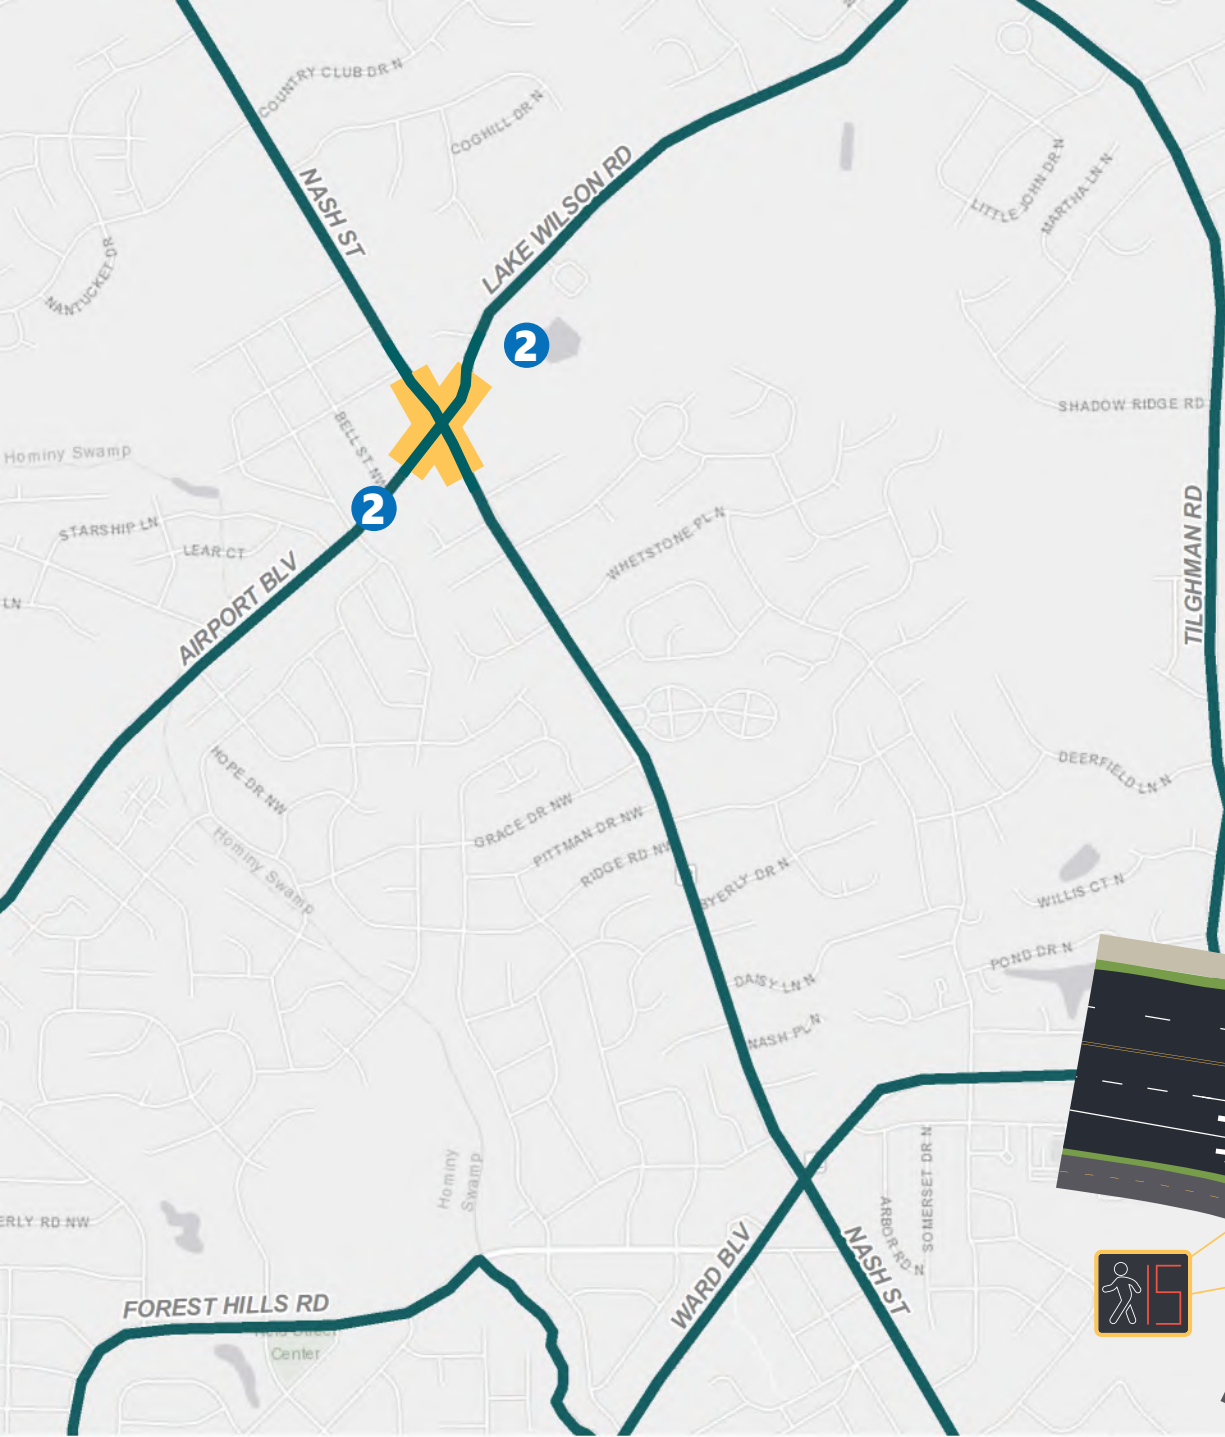 COUNTRY CLUB DR N
COGHILL DR N
NASH ST
LAKE WILSON RD
LITTLE JOHN DR N
MARTHA LN N
NANTUCKET DR
2
SHADOW RIDGE RD
BELL ST NW
Hominy Swamp
2
STARSHIP LN
LEAR CT
WHETSTONE PL N
TILGHMAN RD
AIRPORT BLV
LN
HOPE DR NW
DEERFIELD LN N
GRACE DR NW
PITTMAN DR NW
RIDGE RD NW
BYERLY DR N
Hominy Swamp
WILLIS CT N
POND DR N
DAISY LN N
NASH PL N
Hominy
Swamp
SOMERSET DR N
ARBOR RD N
ERLY RD NW
WARD BLV
NASH ST
15
FOREST HILLS RD
Center